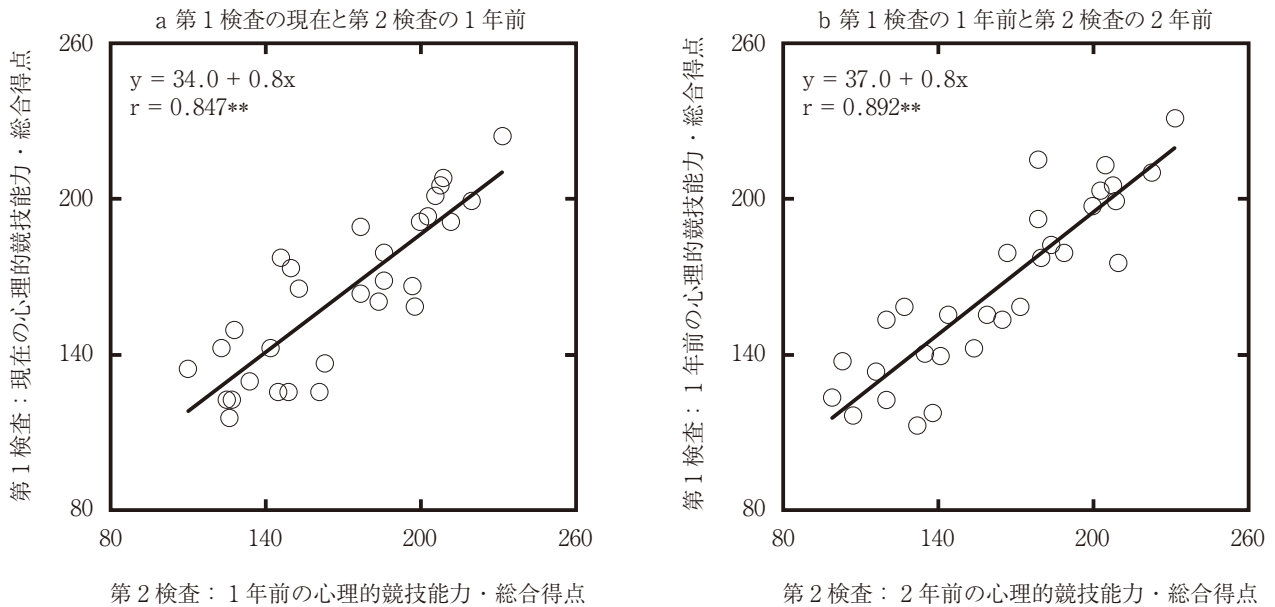 a 第1検査の現在と第2検査の1年前
260
200
140
80
y = 34.0 + 0.8x
r = 0.847**
80 140 200 260
第1検査：現在の心理的競技能力・総合得点
第2検査：1年前の心理的競技能力・総合得点
b 第1検査の1年前と第2検査の2年前
260
200
140
80
y = 37.0 + 0.8x
r = 0.892**
80 140 200 260
第1検査：1年前の心理的競技能力・総合得点
第2検査：2年前の心理的競技能力・総合得点